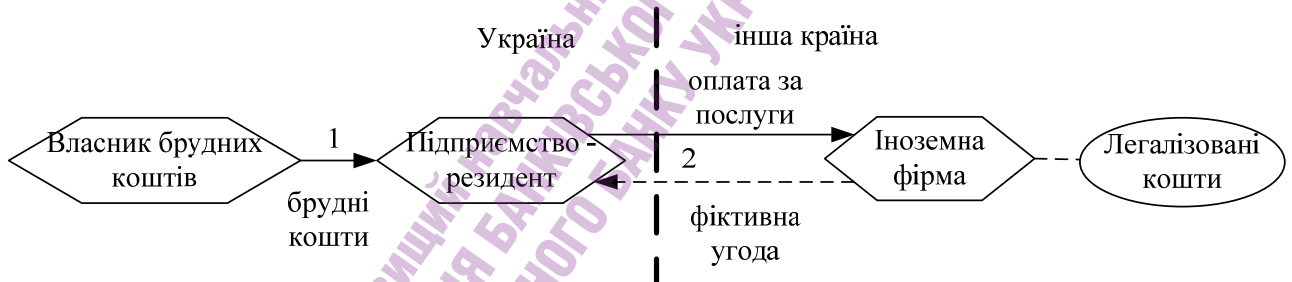 Україна
інша країна
оплата за
послуги
Власник брудних
коштів
1
брудні
кошти
Підприємство -
резидент
2
фіктивна
угода
Іноземна
фірма
Легалізовані
кошти